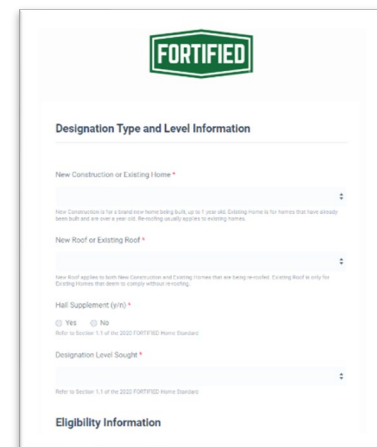 FORTIFIED
Designation Type and Level Information
New Construction or Existing Home *
New Construction is for a brand new home being built, up to 1 year old. Existing Home is for homes that have already
been built and are over a year old. Re-roofing usually applies to existing homes.
New Roof or Existing Roof *
New Roof applies to both New Construction and Existing Homes that are being re-roofed. Existing Roof is only for
Existing Homes that deem to comply without re-roofing.
Hail Supplement (y/n) *
Yes No
Refer to Section 1.1 of the 2022 FORTIFIED Home Standard.
Designation Level Sought *
Refer to Section 1.1 of the 2022 FORTIFIED Home Standard.
Eligibility Information